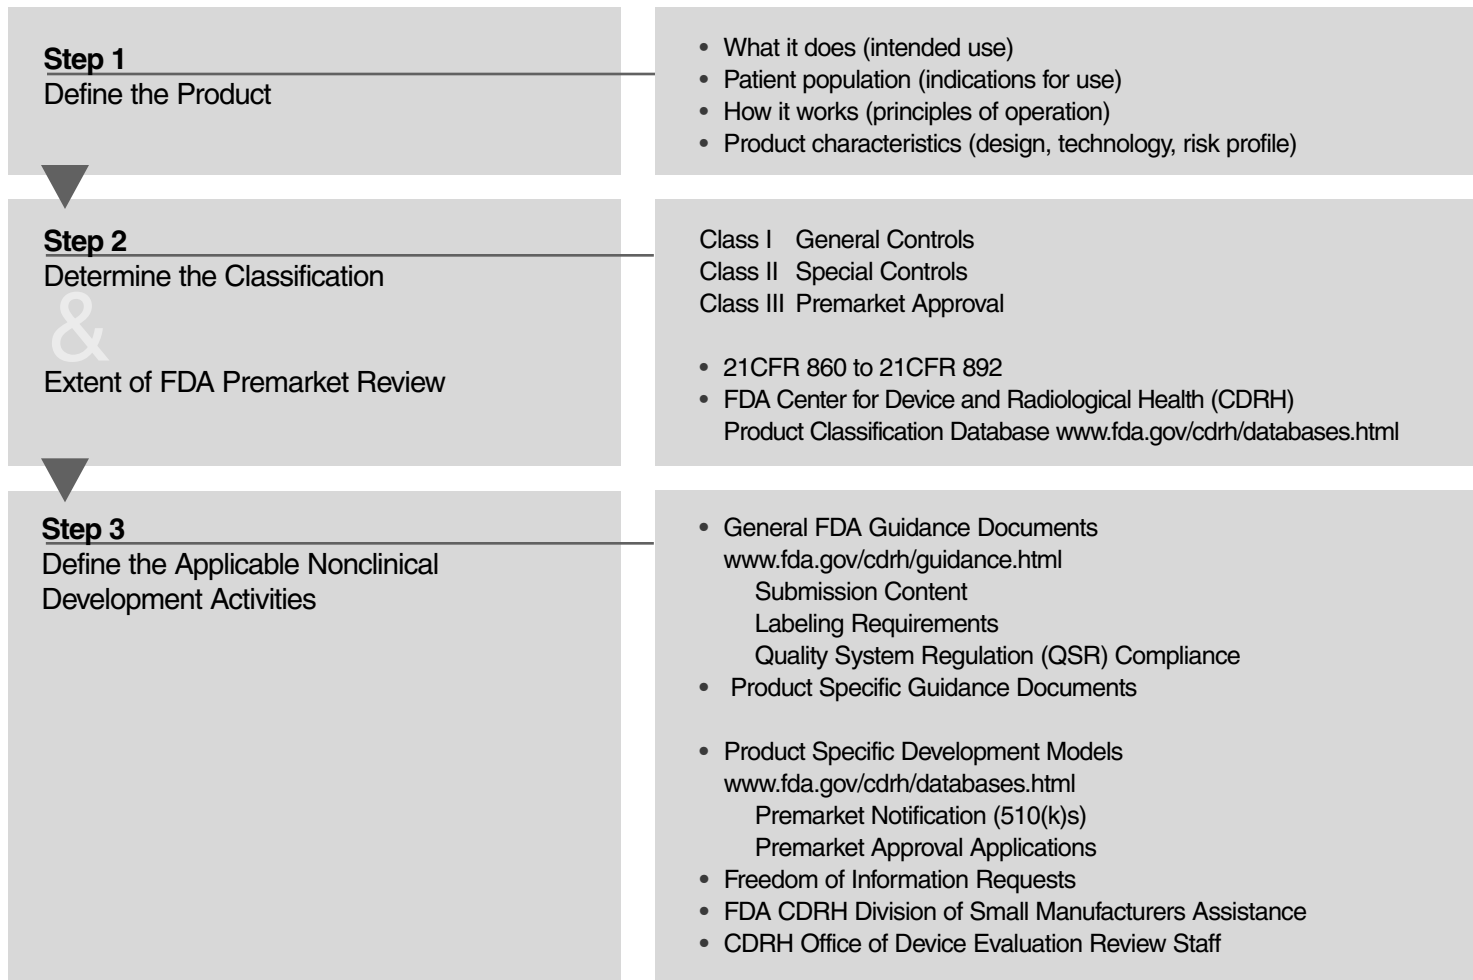 Step 1
Define the Product
• What it does (intended use)
• Patient population (indications for use)
• How it works (principles of operation)
• Product characteristics (design, technology, risk profile)
Step 2
Determine the Classification
&
Extent of FDA Premarket Review
Class I General Controls
Class II Special Controls
Class III Premarket Approval
• 21CFR 860 to 21CFR 892
• FDA Center for Device and Radiological Health (CDRH)
Product Classification Database www.fda.gov/cdrh/databases.html
Step 3
Define the Applicable Nonclinical
Development Activities
• General FDA Guidance Documents
www.fda.gov/cdrh/guidance.html
Submission Content
Labeling Requirements
Quality System Regulation (QSR) Compliance
• Product Specific Guidance Documents
• Product Specific Development Models
www.fda.gov/cdrh/databases.html
Premarket Notification (510(k)s)
Premarket Approval Applications
• Freedom of Information Requests
• FDA CDRH Division of Small Manufacturers Assistance
• CDRH Office of Device Evaluation Review Staff